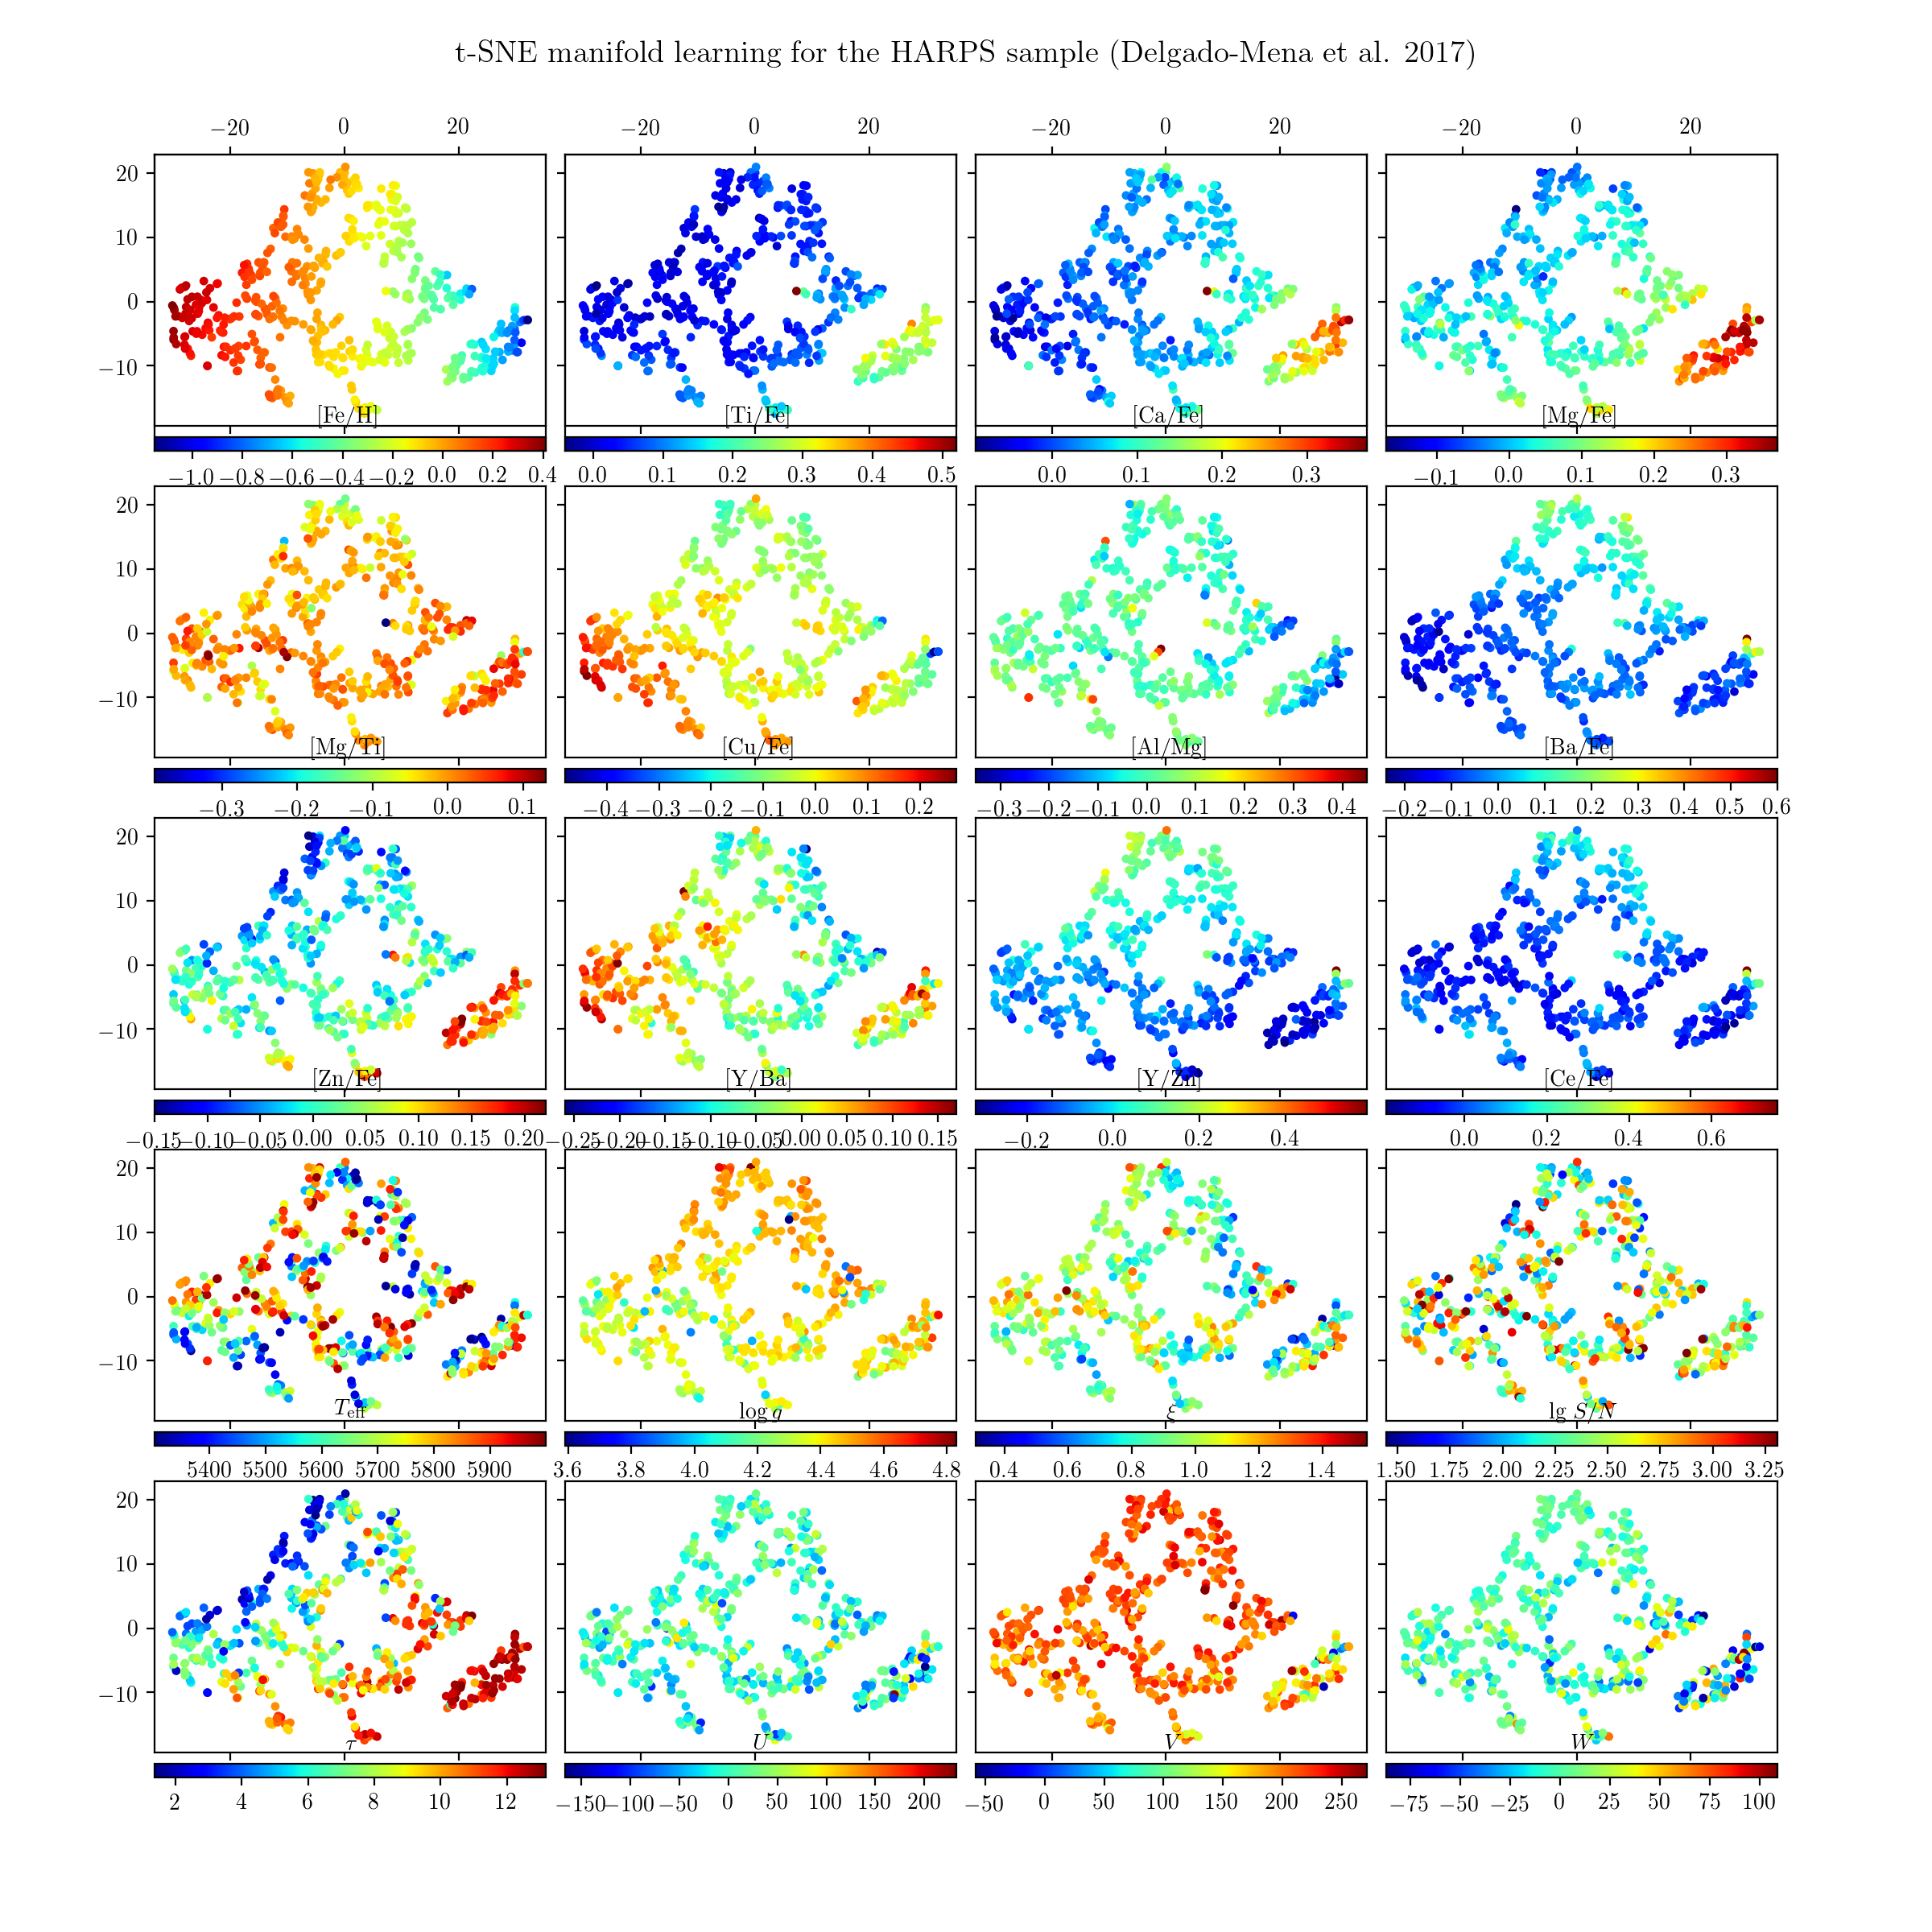 t-SNE manifold learning for the HARPS sample (Delgado-Mena et al. 2017)
−20 0 20 −20 0 20 −20 0 20 −20 0 20
20
10
0
−10
[Fe/H] [Ti/Fe] [Ca/Fe] [Mg/Fe]
−1.0 −0.8 −0.6 −0.4 −0.2 0.0 0.2 0.4 0.0 0.1 0.2 0.3 0.4 0.5 0.0 0.1 0.2 0.3 −0.1 0.0 0.1 0.2 0.3
20
10
0
−10
[Mg/Ti] [Cu/Fe] [Al/Mg] [Ba/Fe]
−0.3 −0.2 −0.1 0.0 0.1 −0.4 −0.3 −0.2 −0.1 0.0 0.1 0.2 −0.3 −0.2 −0.1 0.0 0.1 0.2 0.3 0.4 −0.2 −0.1 0.0 0.1 0.2 0.3 0.4 0.5 0.6
20
10
0
−10
[Zn/Fe] [Y/Ba] [Y/Zn] [Ce/Fe]
−0.15 −0.10 −0.05 0.00 0.05 0.10 0.15 0.20 −0.25 −0.20 −0.15 −0.10 −0.05 0.00 0.05 0.10 0.15 −0.2 0.0 0.2 0.4 0.0 0.2 0.4 0.6
20
10
0
−10
T_eff log g ξ lg S/N
5400 5500 5600 5700 5800 5900 3.6 3.8 4.0 4.2 4.4 4.6 4.8 0.4 0.6 0.8 1.0 1.2 1.4 1.50 1.75 2.00 2.25 2.50 2.75 3.00 3.25
20
10
0
−10
τ U V W
2 4 6 8 10 12 −150 −100 −50 0 50 100 150 200 −50 0 50 100 150 200 250 −75 −50 −25 0 25 50 75 100